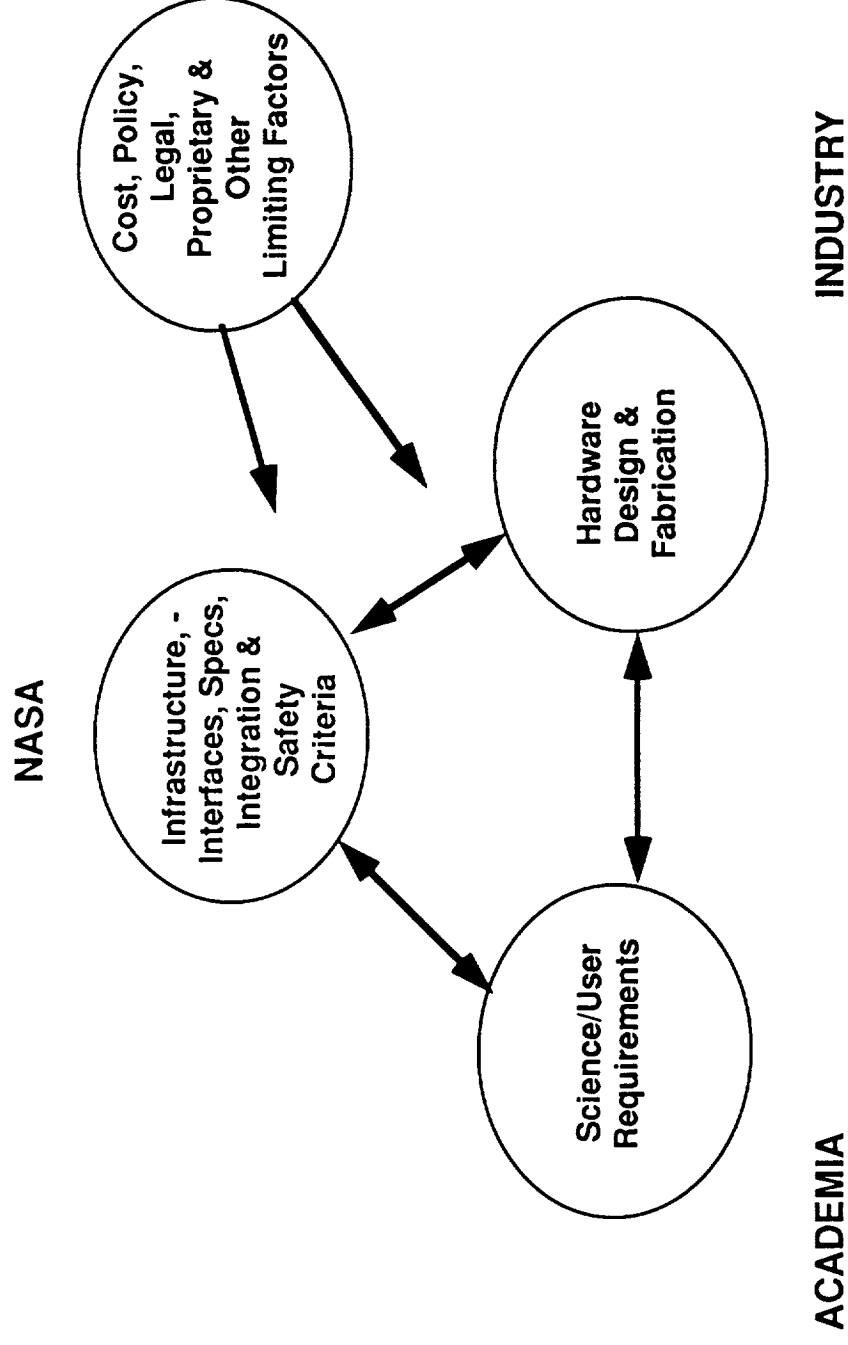 NASA
Infrastructure, -
Interfaces, Specs,
Integration &
Safety
Criteria
Cost, Policy,
Legal,
Proprietary &
Other
Limiting Factors
Science/User
Requirements
Hardware
Design &
Fabrication
ACADEMIA
INDUSTRY